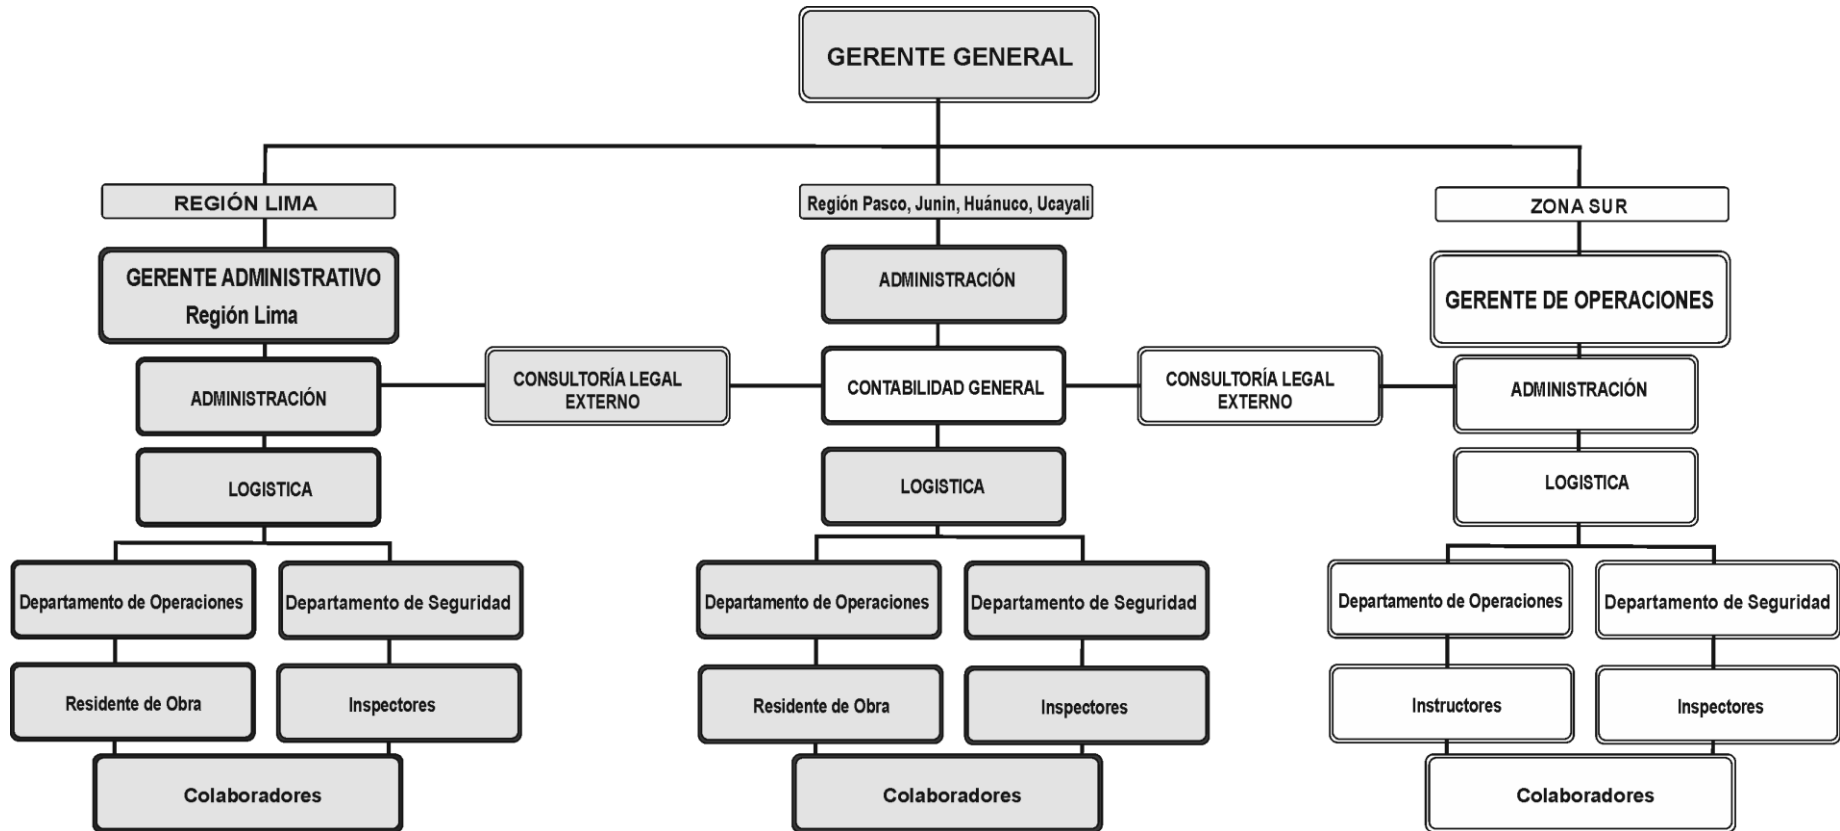 GERENTE GENERAL
REGIÓN LIMA
Región Pasco, Junin, Huánuco, Ucayali
ZONA SUR
GERENTE ADMINISTRATIVO
Región Lima
ADMINISTRACIÓN
GERENTE DE OPERACIONES
ADMINISTRACIÓN
CONSULTORÍA LEGAL
EXTERNO
CONTABILIDAD GENERAL
CONSULTORÍA LEGAL
EXTERNO
ADMINISTRACIÓN
LOGISTICA
LOGISTICA
LOGISTICA
Departamento de Operaciones
Departamento de Seguridad
Departamento de Operaciones
Departamento de Seguridad
Departamento de Operaciones
Departamento de Seguridad
Residente de Obra
Inspectores
Residente de Obra
Inspectores
Instructores
Inspectores
Colaboradores
Colaboradores
Colaboradores